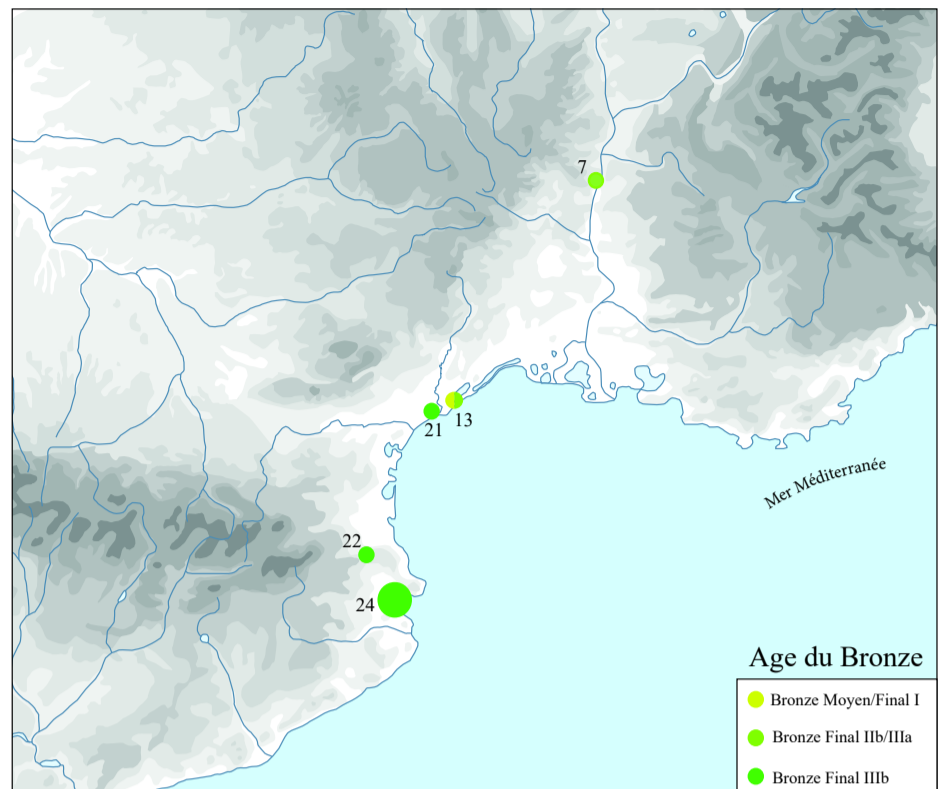 7
13
21
22
24
Mer Méditerranée
Age du Bronze
Bronze Moyen/Final I
Bronze Final IIb/IIIa
Bronze Final IIIb